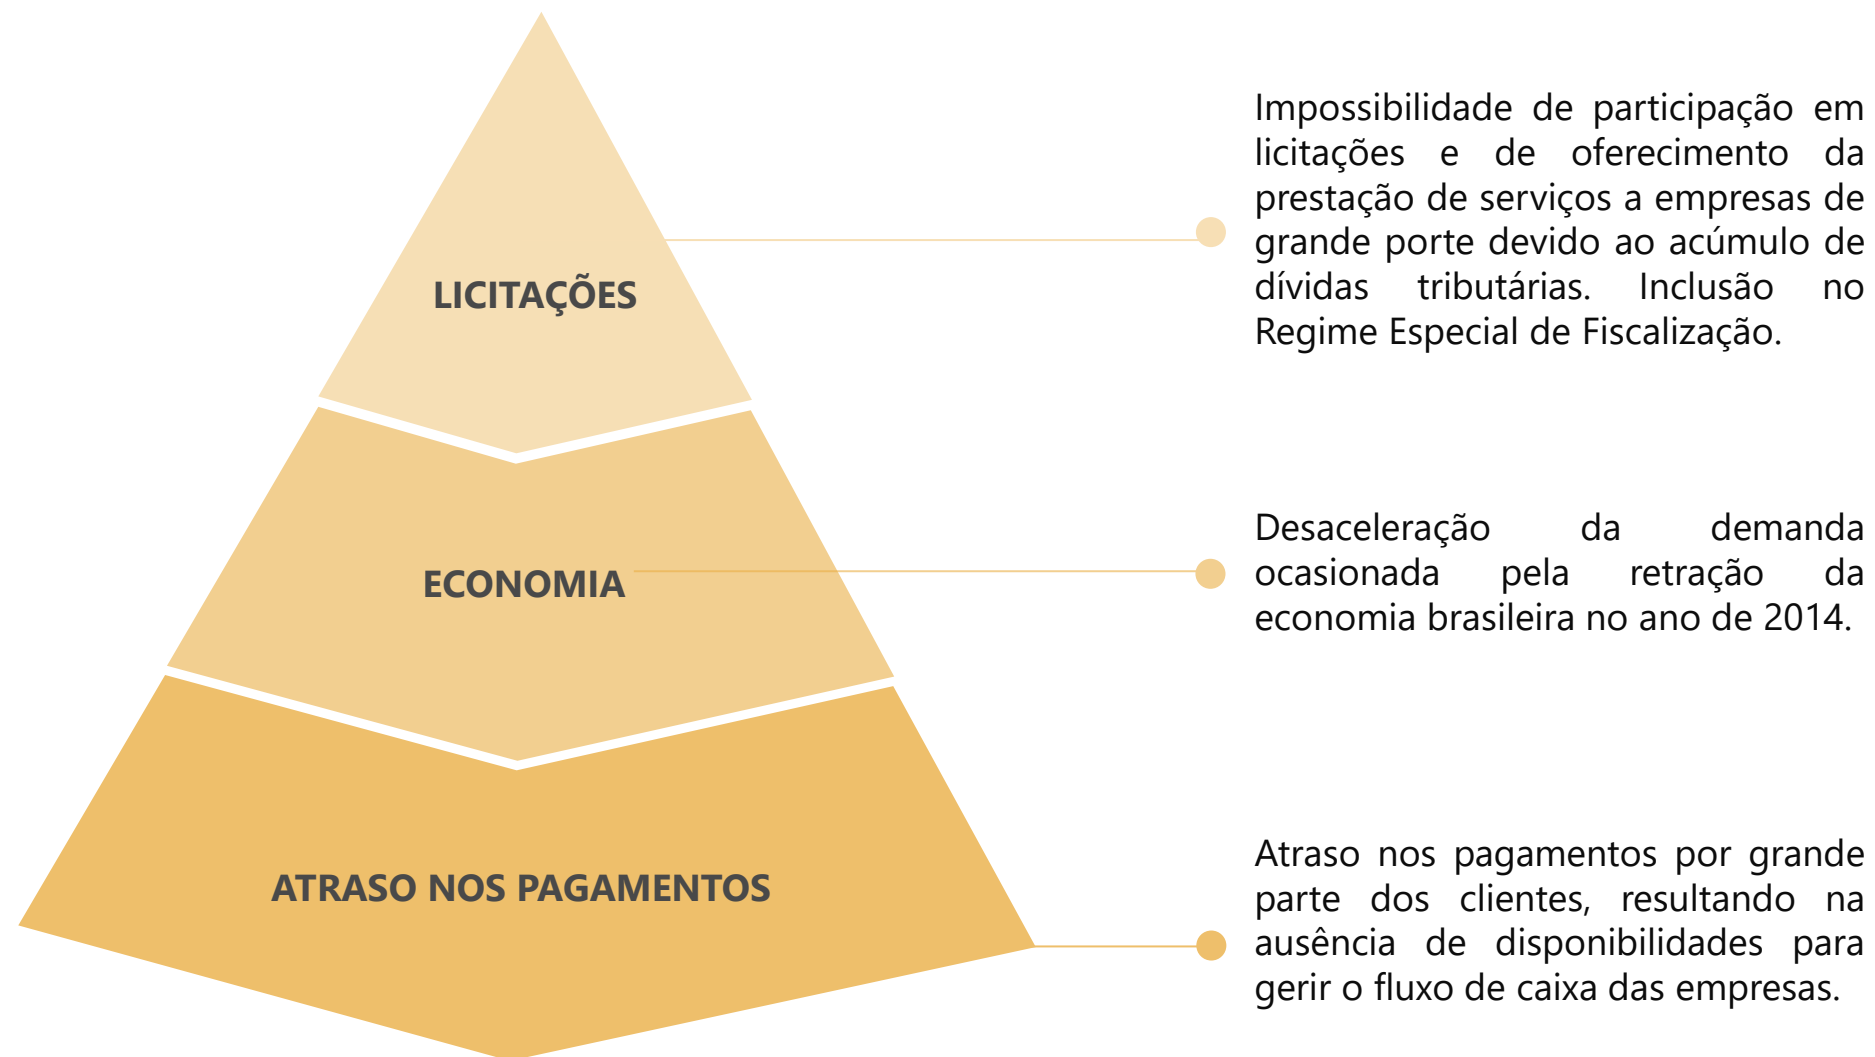 LICITAÇÕES
Impossibilidade de participação em
licitações e de oferecimento da
prestação de serviços a empresas de
grande porte devido ao acúmulo de
dívidas tributárias. Inclusão no
Regime Especial de Fiscalização.
ECONOMIA
Desaceleração da demanda
ocasionada pela retração da
economia brasileira no ano de 2014.
ATRASO NOS PAGAMENTOS
Atraso nos pagamentos por grande
parte dos clientes, resultando na
ausência de disponibilidades para
gerir o fluxo de caixa das empresas.